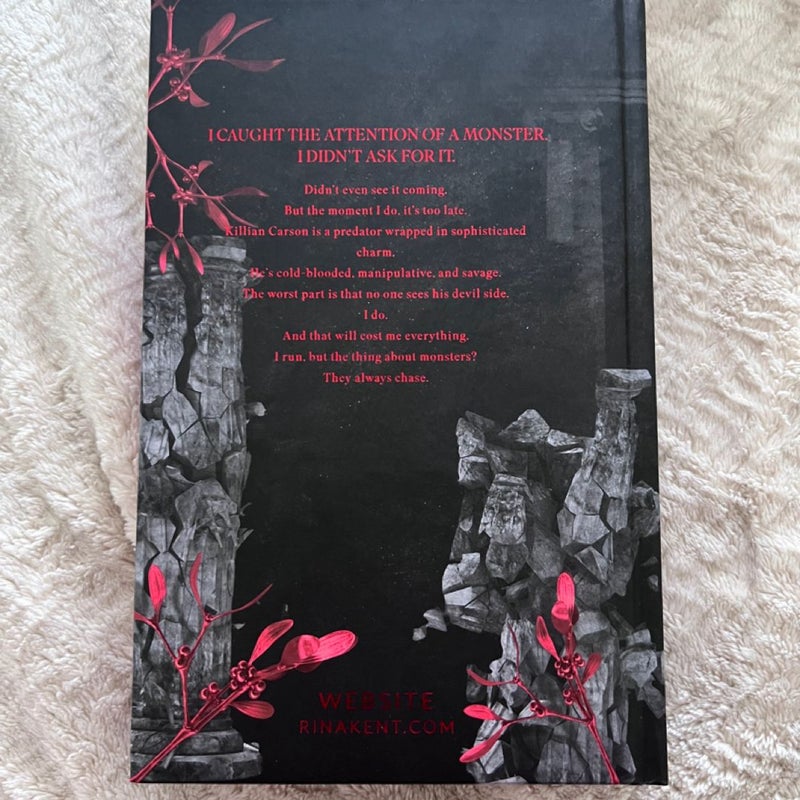 I CAUGHT THE ATTENTION OF A MONSTER.
I DIDN'T ASK FOR IT.
Didn't even see it coming.
But the moment I do, it's too late.
Killian Carson is a predator wrapped in sophisticated
charm.
He's cold-blooded, manipulative, and savage.
The worst part is that no one sees his devil side.
I do.
And that will cost me everything.
I run, but the thing about monsters?
They always chase.
WEBSITE
RINAKENT.COM